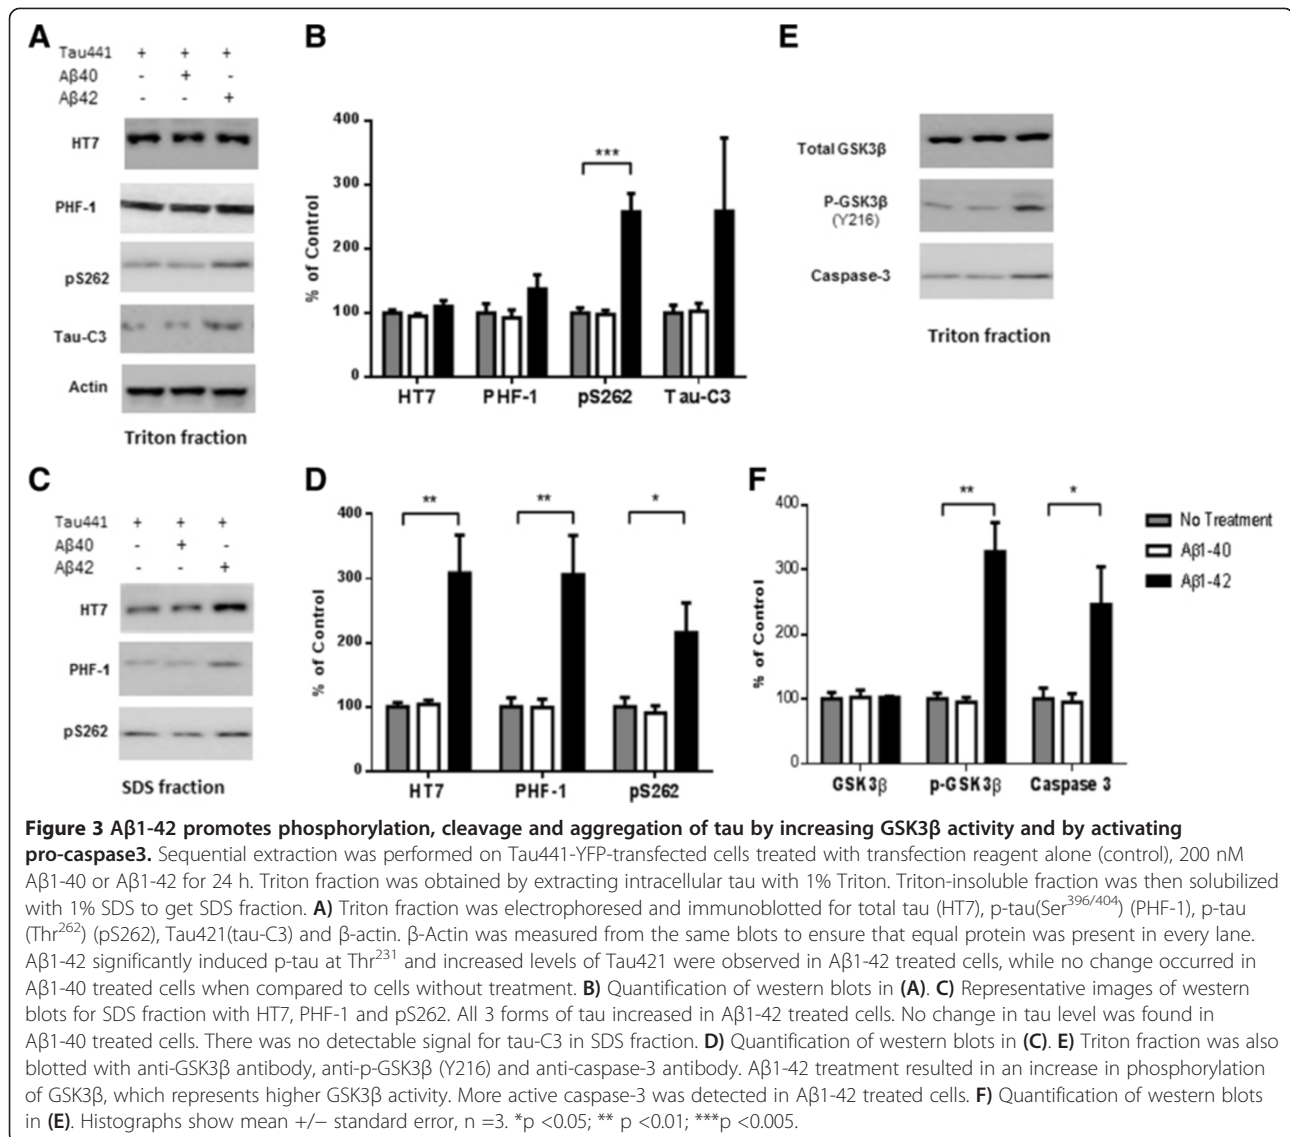 A
Tau441 + + +
Aβ40 - + -
Aβ42 - - +
HT7
PHF-1
pS262
Tau-C3
Actin
Triton fraction
B
% of Control
400
300
200
100
0
***
HT7 PHF-1 pS262 Tau-C3
E
Total GSK3β
P-GSK3β
(Y216)
Caspase-3
Triton fraction
C
Tau441 + + +
Aβ40 - + -
Aβ42 - - +
HT7
PHF-1
pS262
SDS fraction
D
% of Control
400
300
200
100
0
** ** *
HT7 PHF-1 pS262
F
% of Control
400
300
200
100
0
** *
GSK3β p-GSK3β Caspase 3
No Treatment
Aβ1-40
Aβ1-42
Figure 3 Aβ1-42 promotes phosphorylation, cleavage and aggregation of tau by increasing GSK3β activity and by activating
pro-caspase3. Sequential extraction was performed on Tau441-YFP-transfected cells treated with transfection reagent alone (control), 200 nM
Aβ1-40 or Aβ1-42 for 24 h. Triton fraction was obtained by extracting intracellular tau with 1% Triton. Triton-insoluble fraction was then solubilized
with 1% SDS to get SDS fraction. A) Triton fraction was electrophoresed and immunoblotted for total tau (HT7), p-tau(Ser396/404) (PHF-1), p-tau
(Thr262) (pS262), Tau421(tau-C3) and β-actin. β-Actin was measured from the same blots to ensure that equal protein was present in every lane.
Aβ1-42 significantly induced p-tau at Thr231 and increased levels of Tau421 were observed in Aβ1-42 treated cells, while no change occurred in
Aβ1-40 treated cells when compared to cells without treatment. B) Quantification of western blots in (A). C) Representative images of western
blots for SDS fraction with HT7, PHF-1 and pS262. All 3 forms of tau increased in Aβ1-42 treated cells. No change in tau level was found in
Aβ1-40 treated cells. There was no detectable signal for tau-C3 in SDS fraction. D) Quantification of western blots in (C). E) Triton fraction was also
blotted with anti-GSK3β antibody, anti-p-GSK3β (Y216) and anti-caspase-3 antibody. Aβ1-42 treatment resulted in an increase in phosphorylation
of GSK3β, which represents higher GSK3β activity. More active caspase-3 was detected in Aβ1-42 treated cells. F) Quantification of western blots
in (E). Histographs show mean +/− standard error, n =3. *p <0.05; ** p <0.01; ***p <0.005.